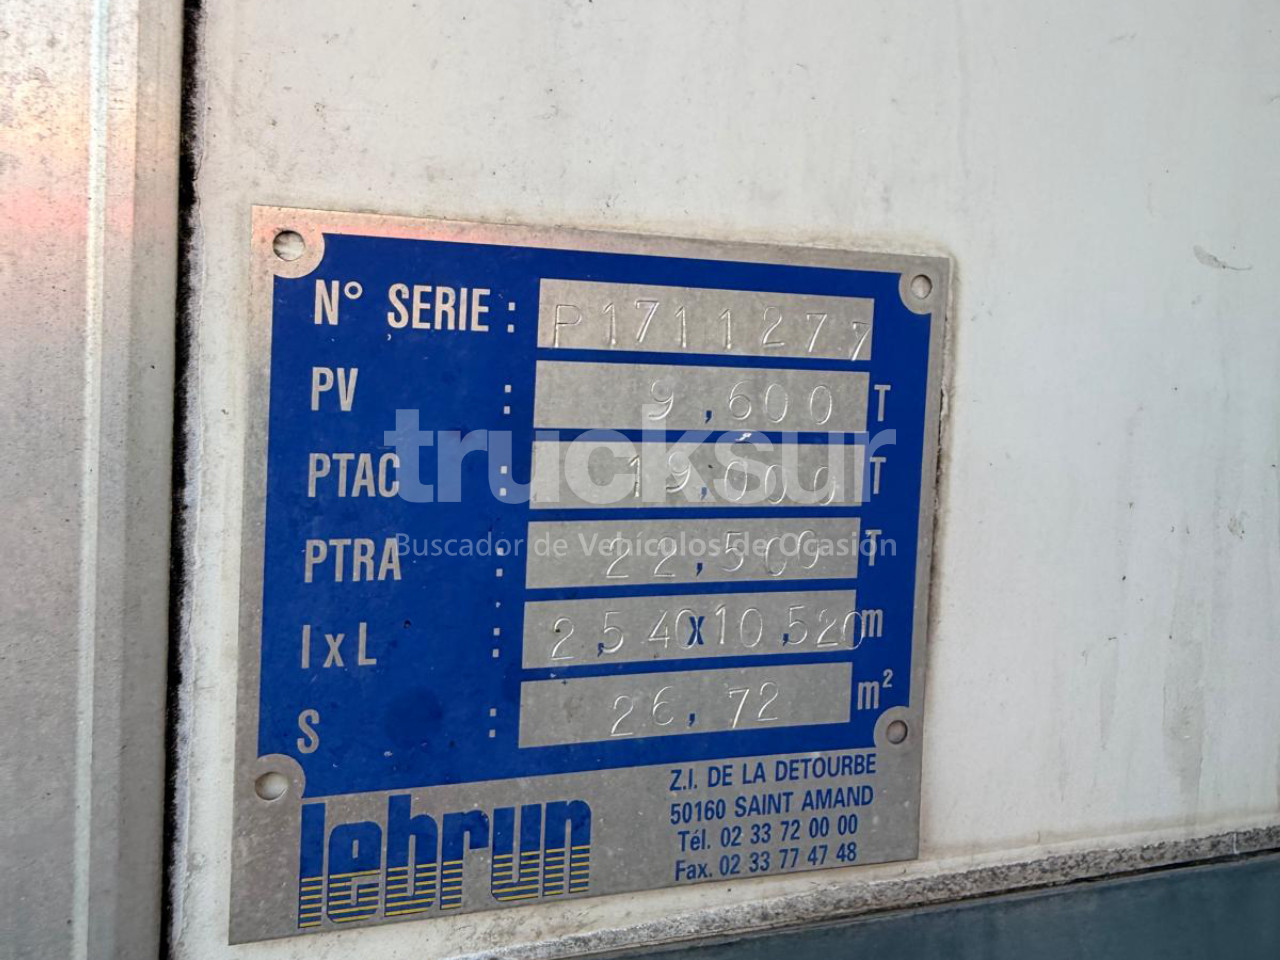 N° SERIE : P1711277
PV : 9,600 T
PTAC : 19,000 T
PTRA : 22,500 T
l x L : 2,540x10,520 m
S : 26,72 m²
trucksur
Buscador de Vehículos de Ocasión
lebrun
Z.I. DE LA DETOURBE
50160 SAINT AMAND
Tél. 02 33 72 00 00
Fax. 02 33 77 47 48